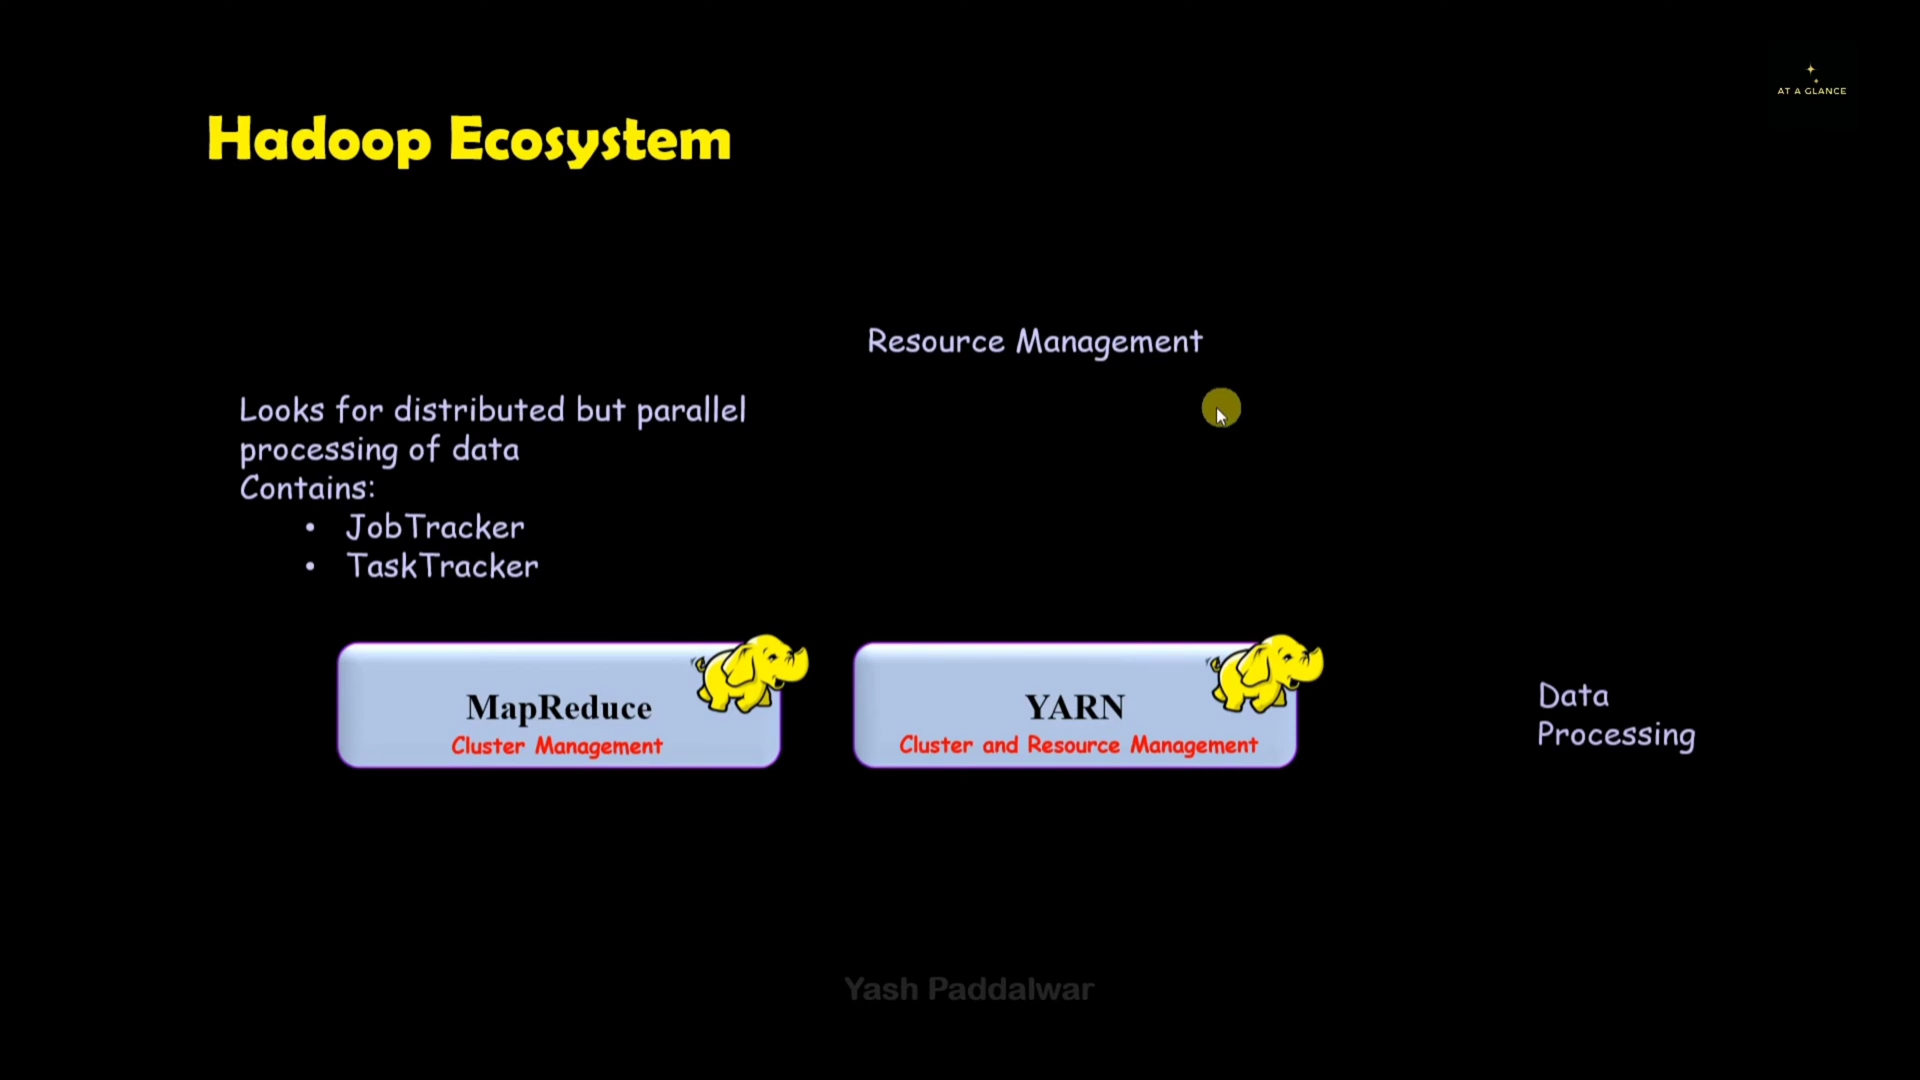 AT A GLANCE
Hadoop Ecosystem
Resource Management
Looks for distributed but parallel
processing of data
Contains:
• JobTracker
• TaskTracker
MapReduce
Cluster Management
YARN
Cluster and Resource Management
Data
Processing
Yash Paddalwar